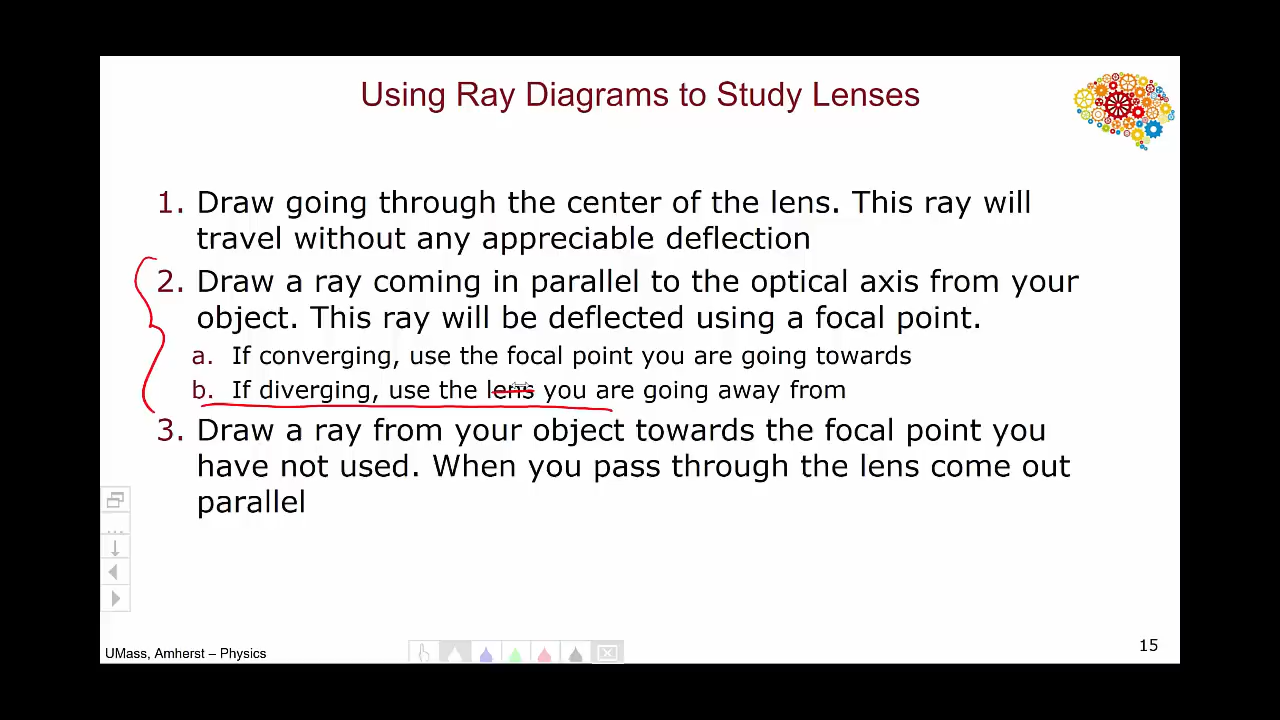 Using Ray Diagrams to Study Lenses
1. Draw going through the center of the lens. This ray will
travel without any appreciable deflection
2. Draw a ray coming in parallel to the optical axis from your
object. This ray will be deflected using a focal point.
a. If converging, use the focal point you are going towards
b. If diverging, use the lens you are going away from
3. Draw a ray from your object towards the focal point you
have not used. When you pass through the lens come out
parallel
UMass, Amherst – Physics
15